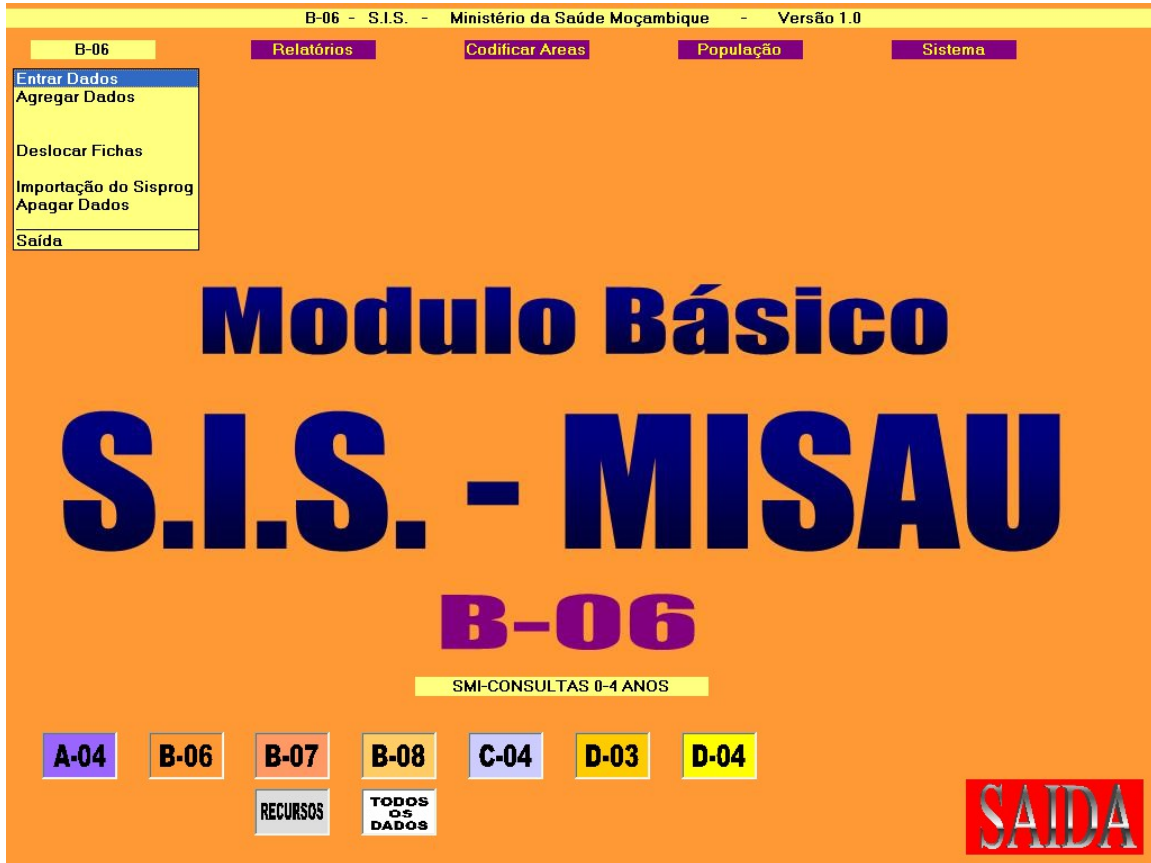 B-06 - S.I.S. - Ministério da Saúde Moçambique - Versão 1.0
B-06 Relatórios Codificar Areas População Sistema
Entrar Dados
Agregar Dados
Deslocar Fichas
Importação do Sisprog
Apagar Dados
Saída
Modulo Básico
S.I.S. - MISAU
B-06
SMI-CONSULTAS 0-4 ANOS
A-04 B-06 B-07 B-08 C-04 D-03 D-04
RECURSOS
TODOS
OS
DADOS
SAIDA